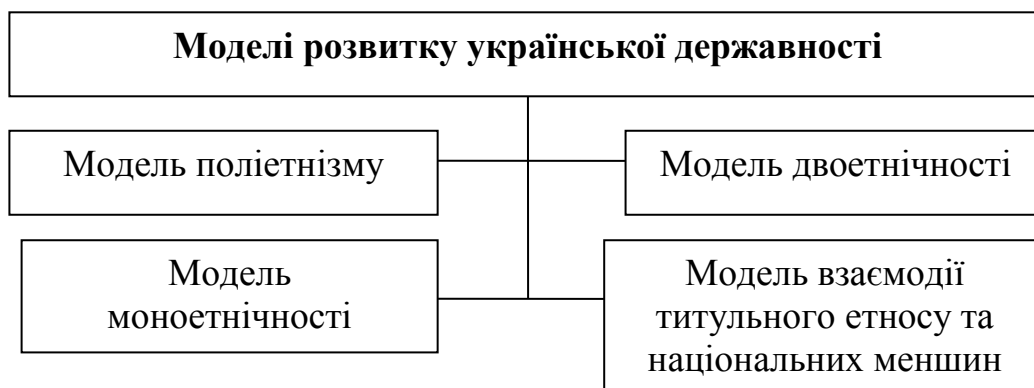 Моделі розвитку української державності
Модель поліетнізму
Модель двоетнічності
Модель
моноетнічності
Модель взаємодії
титульного етносу та
національних меншин